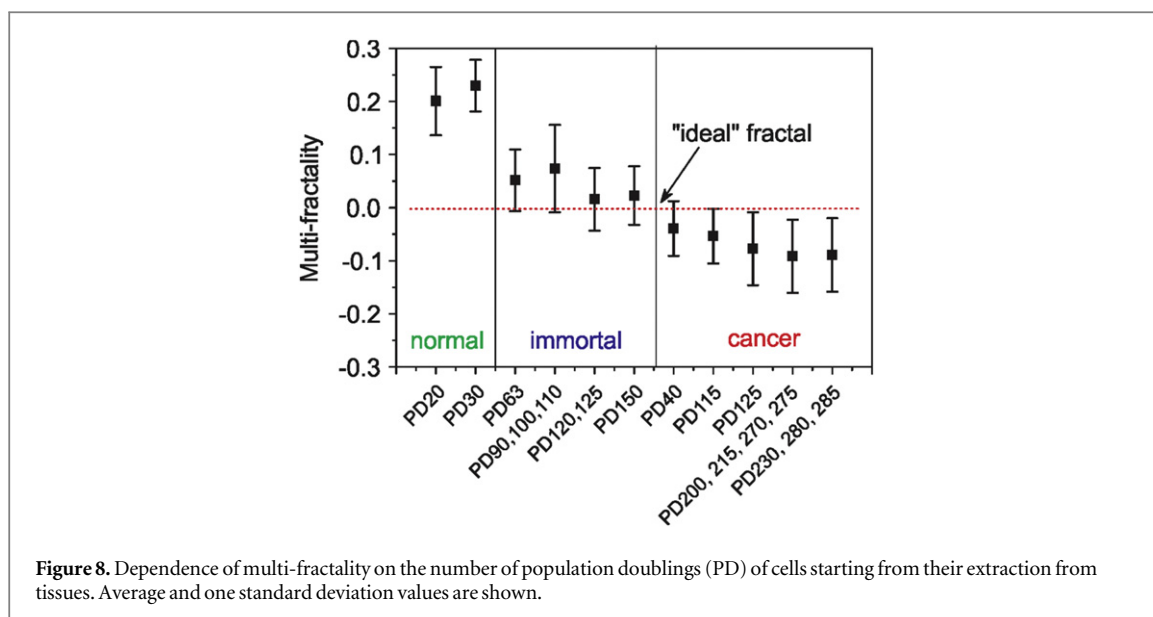 0.3
0.2
0.1
0.0
-0.1
-0.2
-0.3
Multi-fractality
"ideal" fractal
normal
immortal
cancer
PD20
PD30
PD63
PD90,100,110
PD120,125
PD150
PD40
PD115
PD125
PD200, 215, 270, 275
PD230, 280, 285
Figure 8. Dependence of multi-fractality on the number of population doublings (PD) of cells starting from their extraction from
tissues. Average and one standard deviation values are shown.